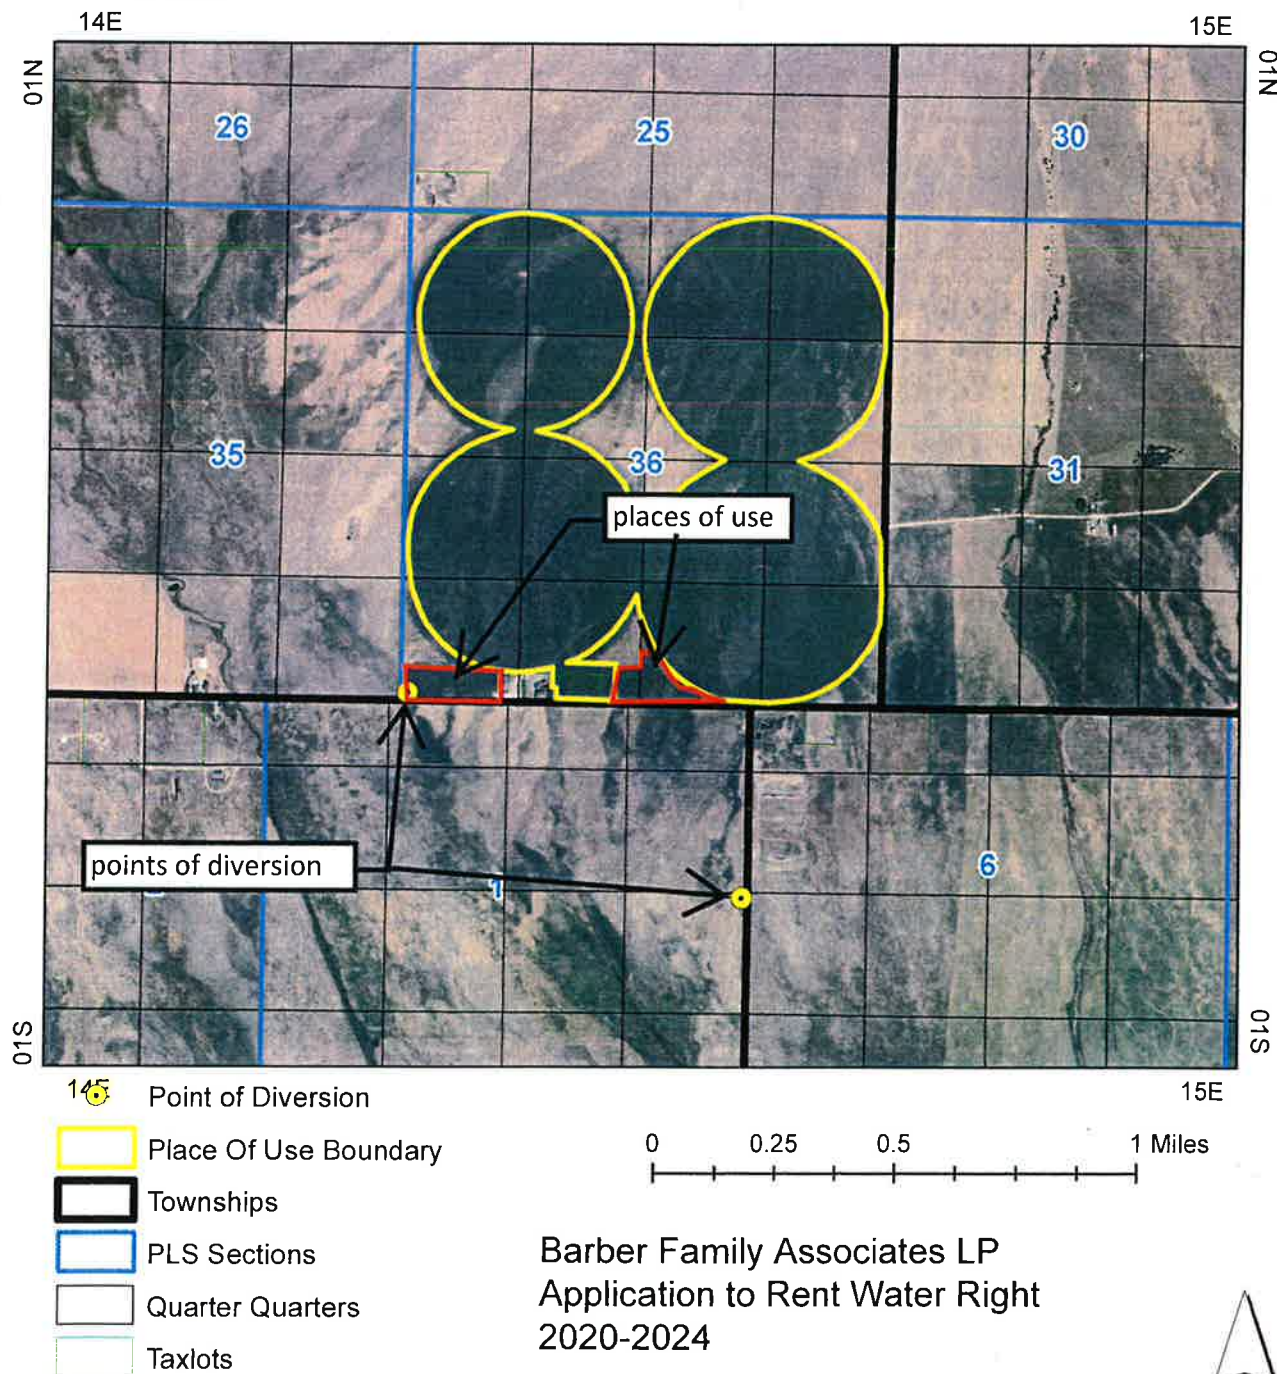 14E 15E
01N 01N
26 25 30
35 36 31
places of use
points of diversion
1 6
01S 01S
14E 15E
Point of Diversion
Place Of Use Boundary
Townships
PLS Sections
Quarter Quarters
Taxlots
0 0.25 0.5 1 Miles
Barber Family Associates LP
Application to Rent Water Right
2020-2024